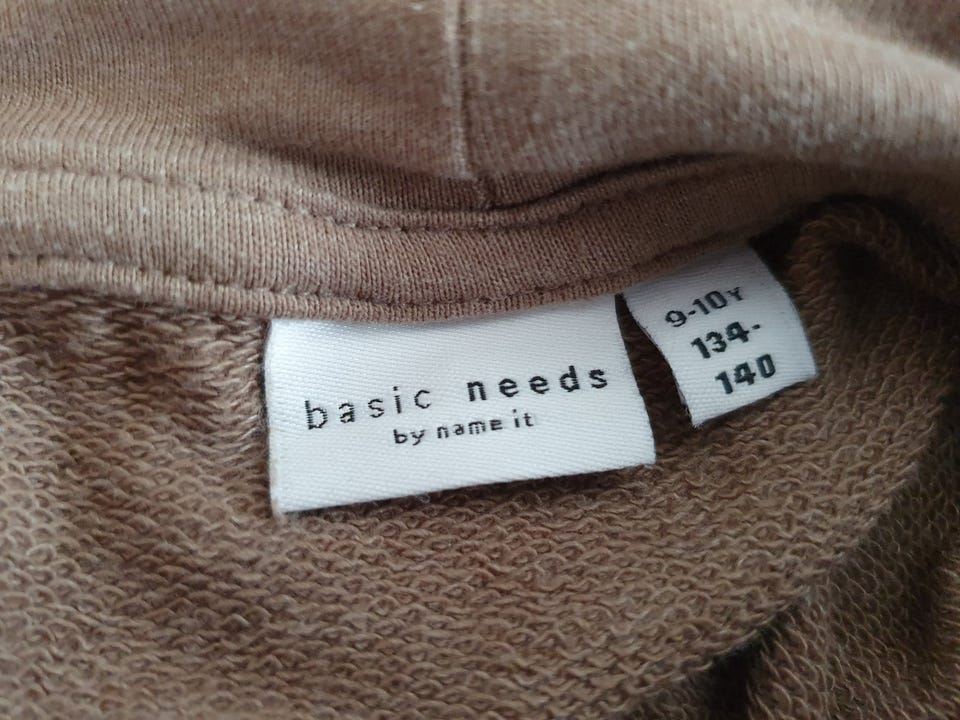 basic needs
by name it
9-10Y
134-
140